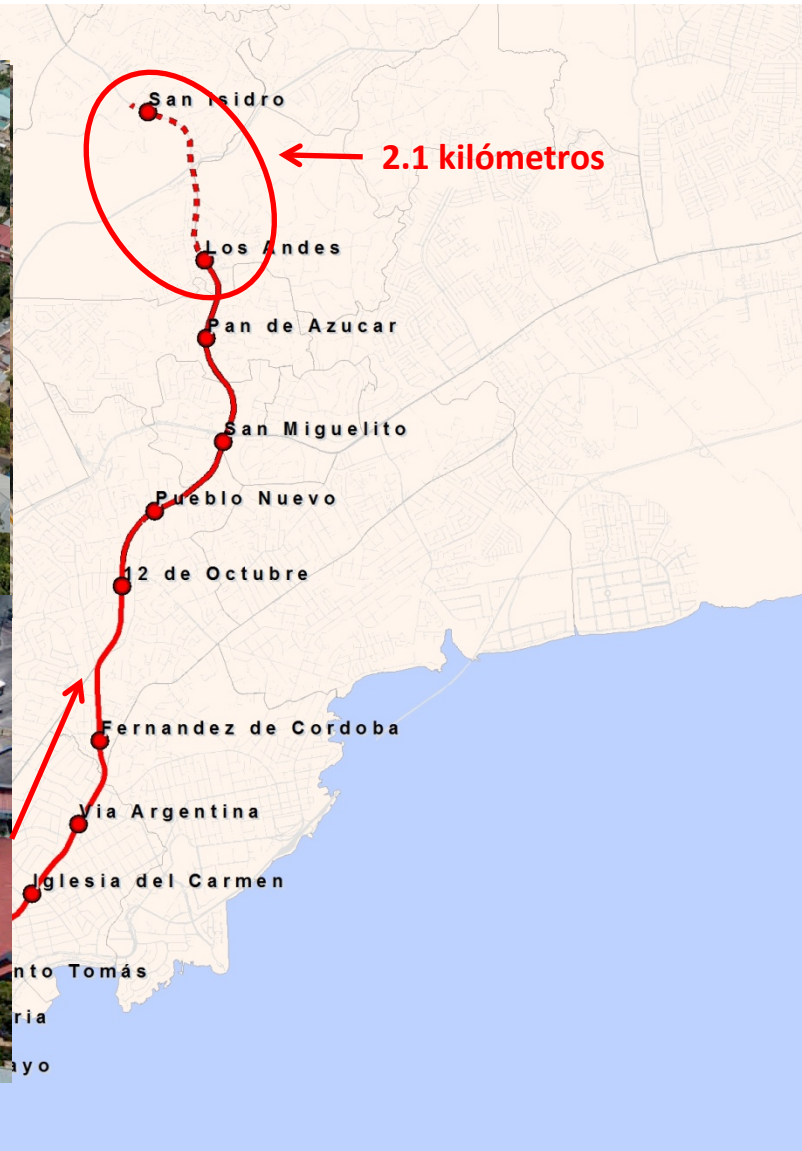 San Isidro
2.1 kilómetros
Los Andes
Pan de Azucar
San Miguelito
Pueblo Nuevo
12 de Octubre
Fernandez de Cordoba
Via Argentina
Iglesia del Carmen
nto Tomás
ria
ayo